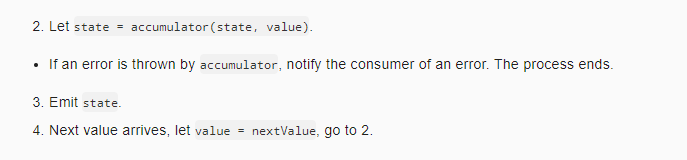 2. Let state = accumulator(state, value).
• If an error is thrown by accumulator, notify the consumer of an error. The process ends.
3. Emit state.
4. Next value arrives, let value = nextValue, go to 2.